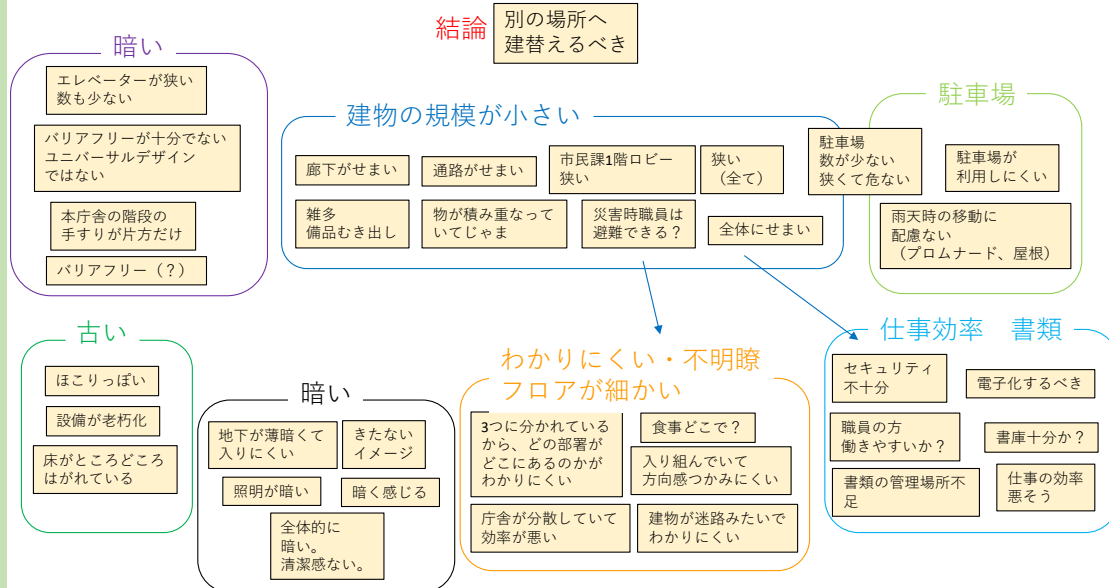 結論
別の場所へ
建替えるべき
暗い
エレベーターが狭い
数も少ない
バリアフリーが十分でない
ユニバーサルデザイン
ではない
本庁舎の階段の
手すりが片方だけ
バリアフリー（？）
建物の規模が小さい
廊下がせまい
通路がせまい
市民課1階ロビー
狭い
狭い
（全て）
雑多
備品むき出し
物が積み重なって
いてじゃま
災害時職員は
避難できる？
全体にせまい
駐車場
駐車場
数が少ない
狭くて危ない
駐車場が
利用しにくい
雨天時の移動に
配慮ない
（プロムナード、屋根）
古い
ほこりっぽい
設備が老朽化
床がところどころ
はがれている
暗い
地下が薄暗くて
入りにくい
きたない
イメージ
照明が暗い
暗く感じる
全体的に
暗い。
清潔感ない。
わかりにくい・不明瞭
フロアが細かい
3つに分かれている
から、どの部署が
どこにあるのかが
わかりにくい
食事どこで？
入り組んでいて
方向感つかみにくい
庁舎が分散していて
効率が悪い
建物が迷路みたいで
わかりにくい
仕事効率　書類
セキュリティ
不十分
電子化するべき
職員の方
働きやすいか？
書庫十分か？
書類の管理場所不
足
仕事の効率
悪そう